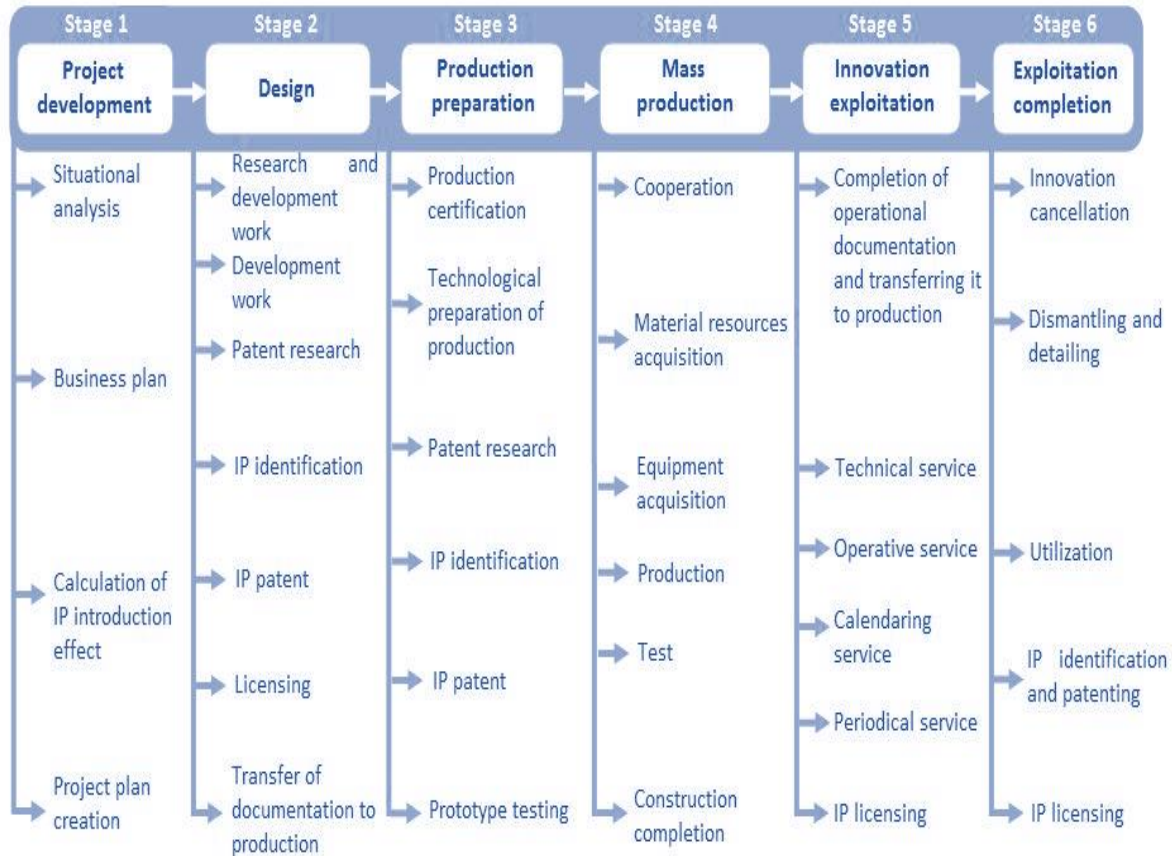 Stage 1
Project
development
Situational
analysis
Business plan
Calculation of
IP introduction
effect
Project plan
creation
Stage 2
Design
Research and
development
work
Development
work
Patent research
IP identification
IP patent
Licensing
Transfer of
documentation to
production
Stage 3
Production
preparation
Production
certification
Technological
preparation of
production
Patent research
IP identification
IP patent
Prototype testing
Stage 4
Mass
production
Cooperation
Material resources
acquisition
Equipment
acquisition
Production
Test
Construction
completion
Stage 5
Innovation
exploitation
Completion of
operational
documentation
and transferring it
to production
Technical service
Operative service
Calendaring
service
Periodical service
IP licensing
Stage 6
Exploitation
completion
Innovation
cancellation
Dismantling and
detailing
Utilization
IP identification
and patenting
IP licensing